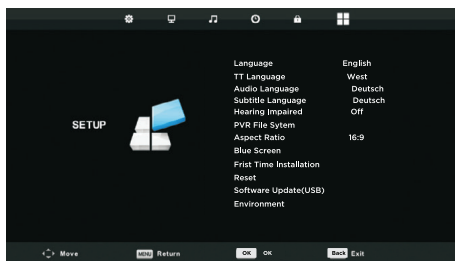 SETUP
Language English
TT Language West
Audio Language Deutsch
Subtitle Language Deutsch
Hearing Impaired Off
PVR File Sytem
Aspect Ratio 16:9
Blue Screen
Frist Time Installation
Reset
Software Update(USB)
Environment
Move MENU Return OK OK Back Exit